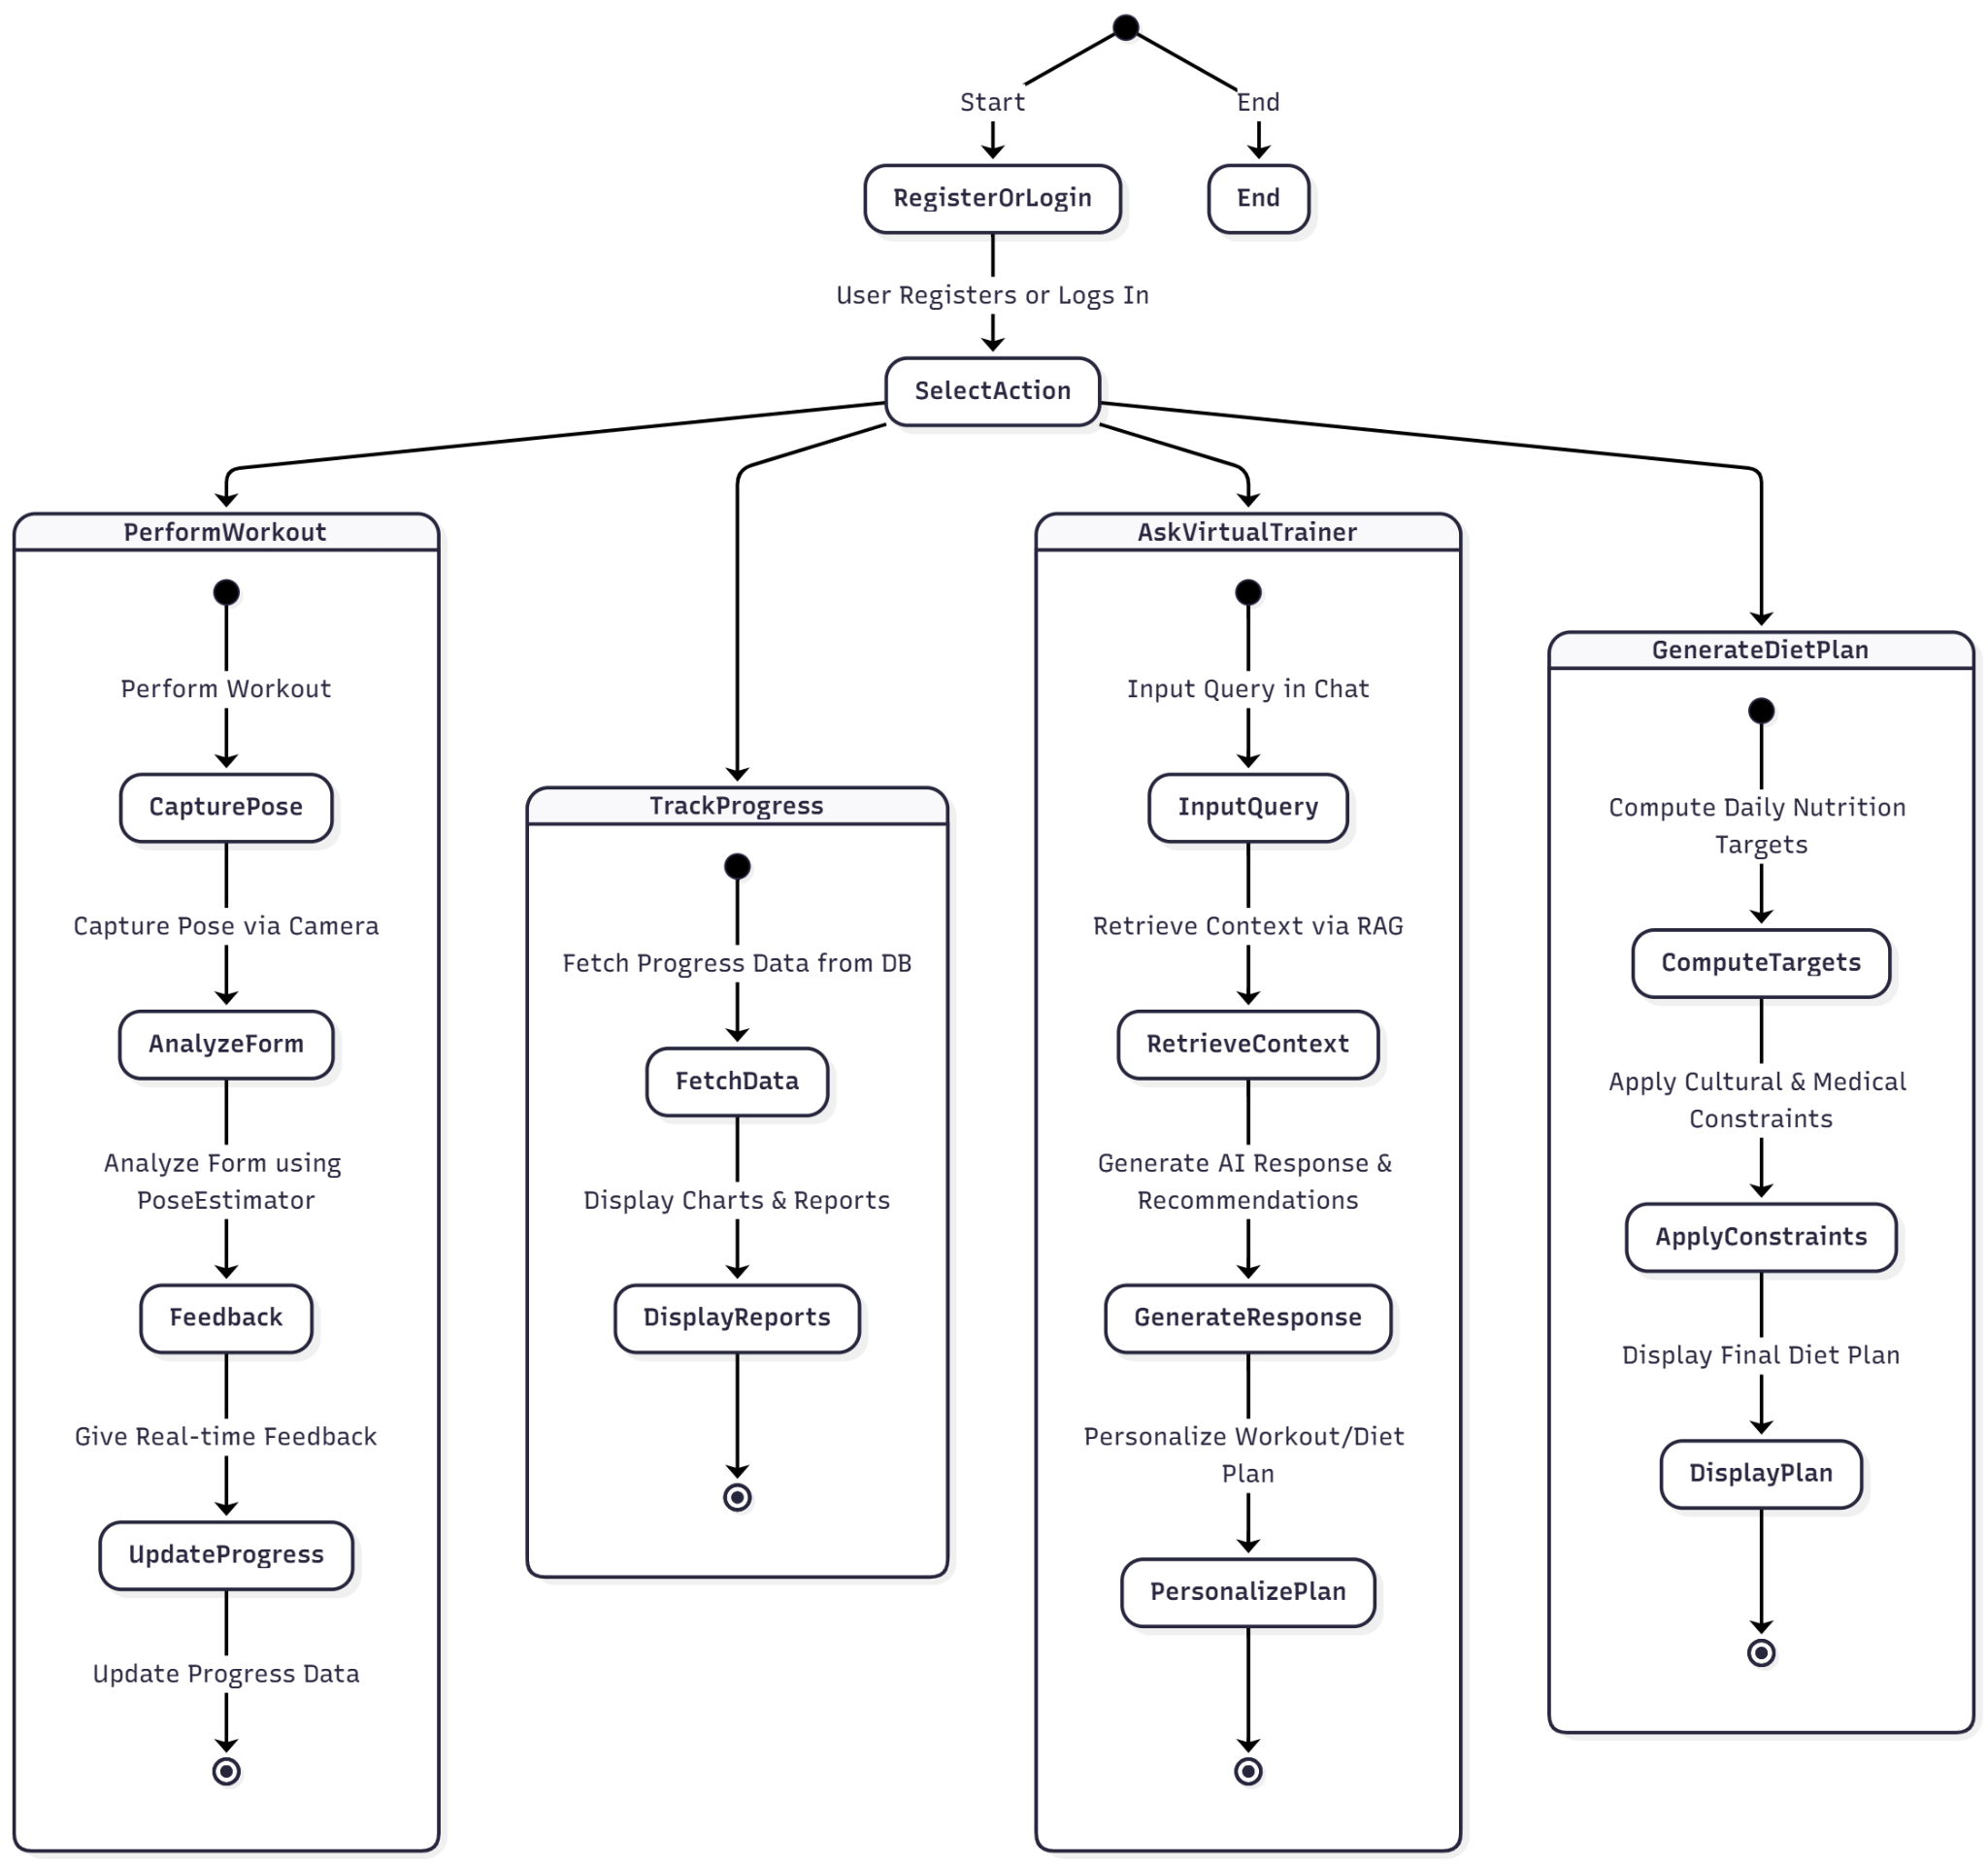 Start
End
RegisterOrLogin
End
User Registers or Logs In
SelectAction
PerformWorkout
Perform Workout
CapturePose
Capture Pose via Camera
AnalyzeForm
Analyze Form using
PoseEstimator
Feedback
Give Real-time Feedback
UpdateProgress
Update Progress Data
TrackProgress
Fetch Progress Data from DB
FetchData
Display Charts & Reports
DisplayReports
AskVirtualTrainer
Input Query in Chat
InputQuery
Retrieve Context via RAG
RetrieveContext
Generate AI Response &
Recommendations
GenerateResponse
Personalize Workout/Diet
Plan
PersonalizePlan
GenerateDietPlan
Compute Daily Nutrition
Targets
ComputeTargets
Apply Cultural & Medical
Constraints
ApplyConstraints
Display Final Diet Plan
DisplayPlan